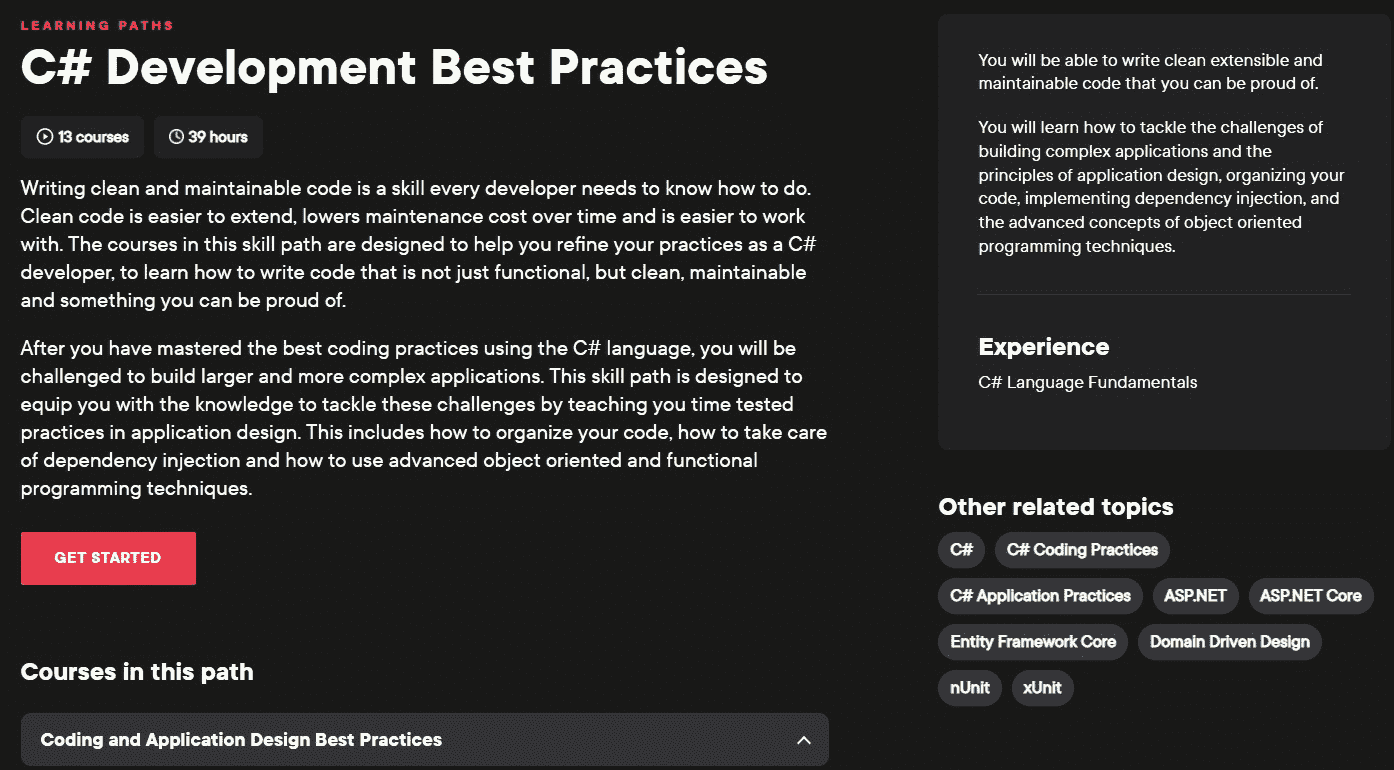 LEARNING PATHS
C# Development Best Practices
13 courses
39 hours
Writing clean and maintainable code is a skill every developer needs to know how to do.
Clean code is easier to extend, lowers maintenance cost over time and is easier to work
with. The courses in this skill path are designed to help you refine your practices as a C#
developer, to learn how to write code that is not just functional, but clean, maintainable
and something you can be proud of.
After you have mastered the best coding practices using the C# language, you will be
challenged to build larger and more complex applications. This skill path is designed to
equip you with the knowledge to tackle these challenges by teaching you time tested
practices in application design. This includes how to organize your code, how to take care
of dependency injection and how to use advanced object oriented and functional
programming techniques.
GET STARTED
Courses in this path
Coding and Application Design Best Practices
You will be able to write clean extensible and
maintainable code that you can be proud of.
You will learn how to tackle the challenges of
building complex applications and the
principles of application design, organizing your
code, implementing dependency injection, and
the advanced concepts of object oriented
programming techniques.
Experience
C# Language Fundamentals
Other related topics
C#
C# Coding Practices
C# Application Practices
ASP.NET
ASP.NET Core
Entity Framework Core
Domain Driven Design
nUnit
xUnit